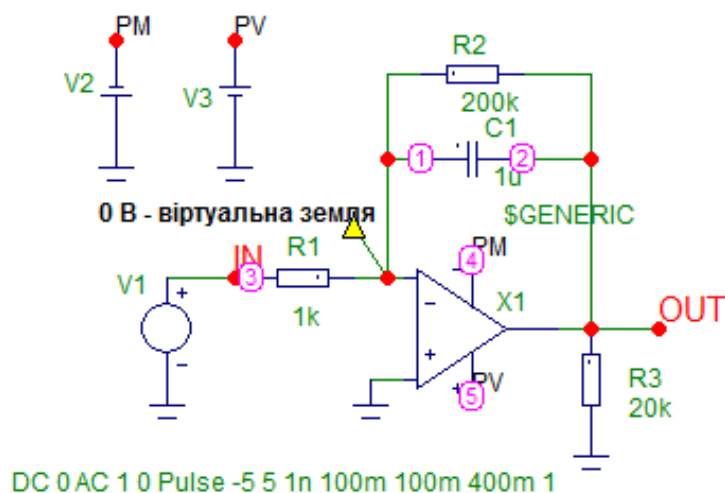 PM
PV
V2
V3
R2
200k
C1
1
2
1u
0 В - віртуальна земля
$GENERIC
IN
R1
PM
3
4
V1
1k
X1
OUT
PV
5
R3
20k
DC 0 AC 1 0 Pulse -5 5 1n 100m 100m 400m 1